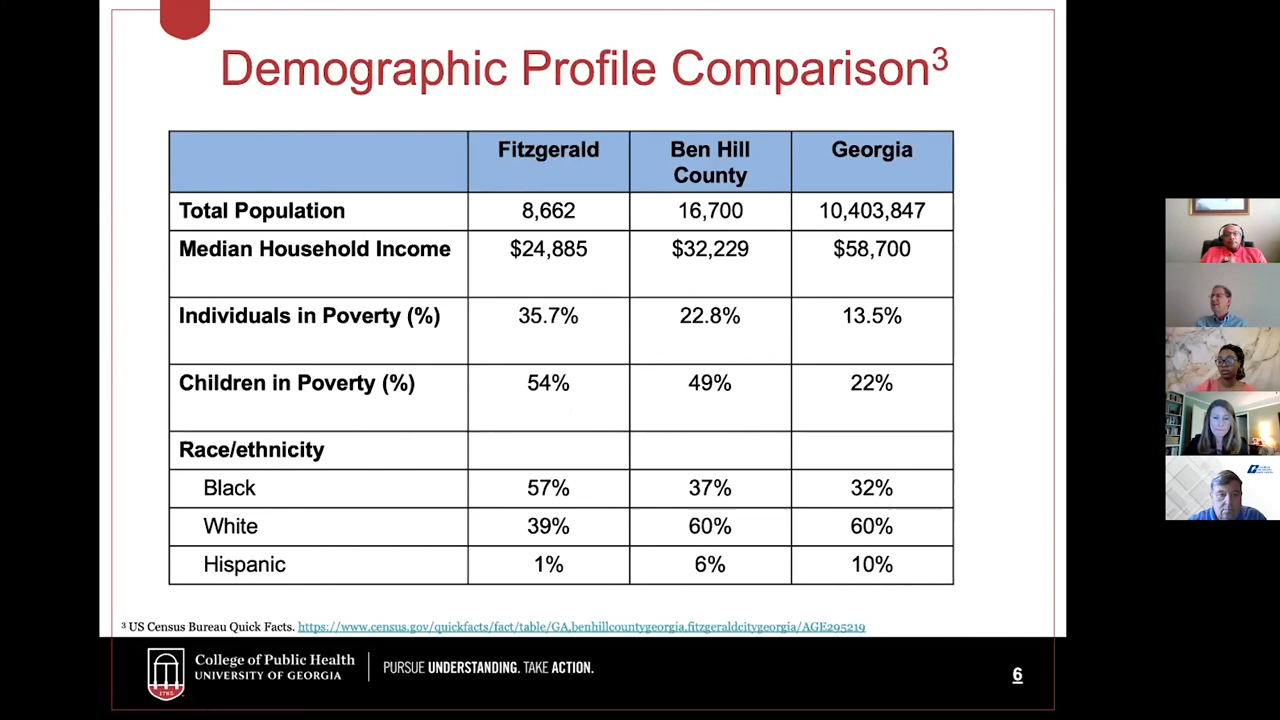 Demographic Profile Comparison3
Fitzgerald
Ben Hill
County
Georgia
Total Population 8,662 16,700 10,403,847
Median Household Income $24,885 $32,229 $58,700
Individuals in Poverty (%) 35.7% 22.8% 13.5%
Children in Poverty (%) 54% 49% 22%
Race/ethnicity
Black 57% 37% 32%
White 39% 60% 60%
Hispanic 1% 6% 10%
3 US Census Bureau Quick Facts. https://www.census.gov/quickfacts/fact/table/GA,benhillcountygeorgia,fitzgeraldcitygeorgia/AGE295219
1785
College of Public Health
UNIVERSITY OF GEORGIA
PURSUE UNDERSTANDING. TAKE ACTION.
6